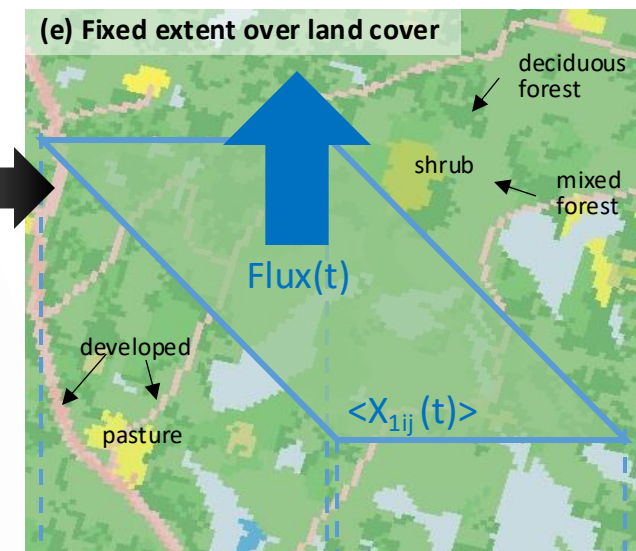 (e) Fixed extent over land cover
deciduous
forest
shrub
mixed
forest
Flux(t)
developed
<X1ij (t)>
pasture